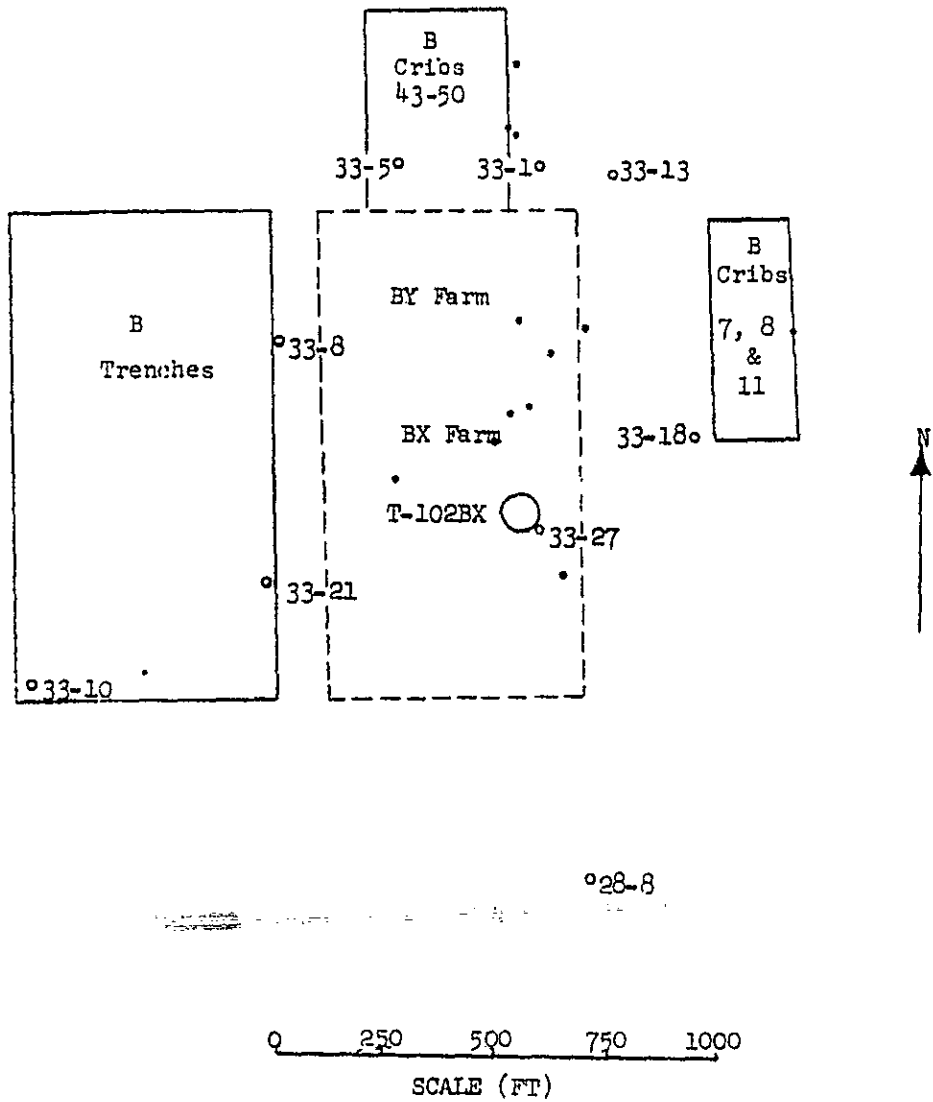 B
Cribs
43-50
33-5
33-1
33-13
B
Cribs
7, 8
&
11
BY Farm
B
Trenches
33-8
BX Farm
33-18
N
T-102BX
33-27
33-21
33-10
28-8
0 250 500 750 1000
SCALE (FT)